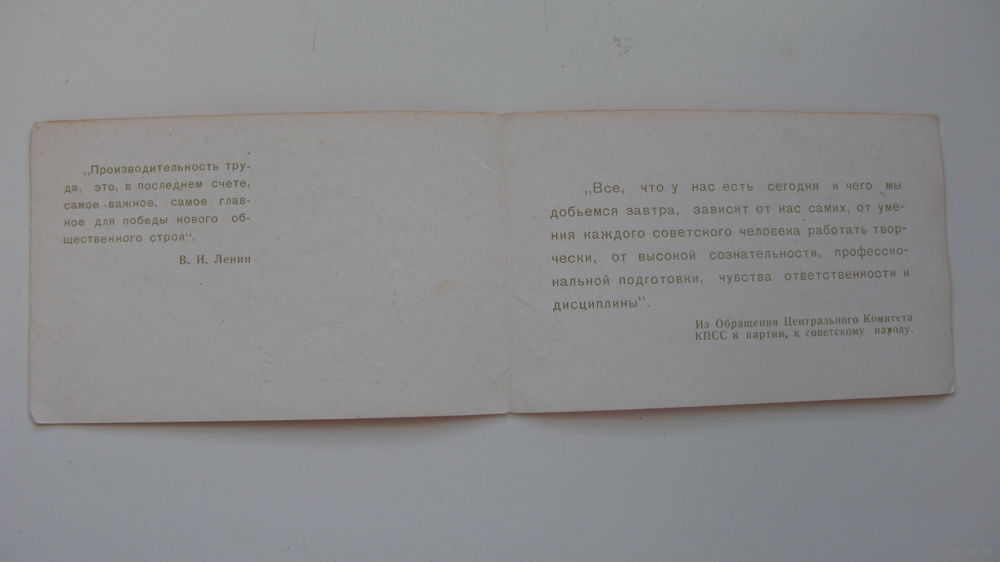 „Производительность тру-
да, это, в последнем счете,
самое важное, самое глав-
ное для победы нового об-
щественного строя“.
В. И. Ленин
„Все, что у нас есть сегодня и чего мы
добьемся завтра, зависит от нас самих, от уме-
ния каждого советского человека работать твор-
чески, от высокой сознательности, профессио-
нальной подготовки, чувства ответственности и
дисциплины“.
Из Обращения Центрального Комитета
КПСС к партии, к советскому народу.